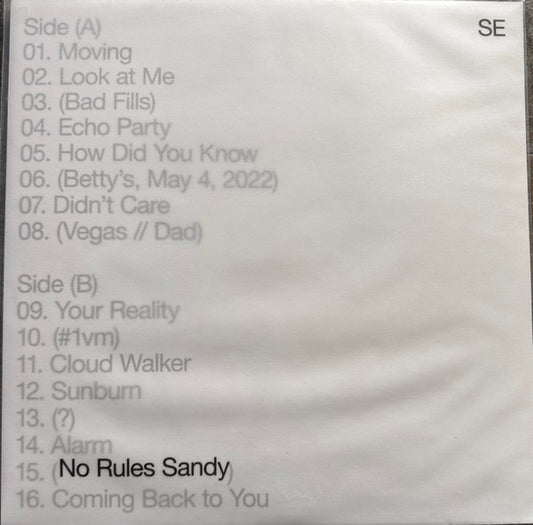 SE
Side (A)
01. Moving
02. Look at Me
03. (Bad Fills)
04. Echo Party
05. How Did You Know
06. (Betty's, May 4, 2022)
07. Didn't Care
08. (Vegas // Dad)
Side (B)
09. Your Reality
10. (#1vm)
11. Cloud Walker
12. Sunburn
13. (?)
14. Alarm
15. (No Rules Sandy)
16. Coming Back to You